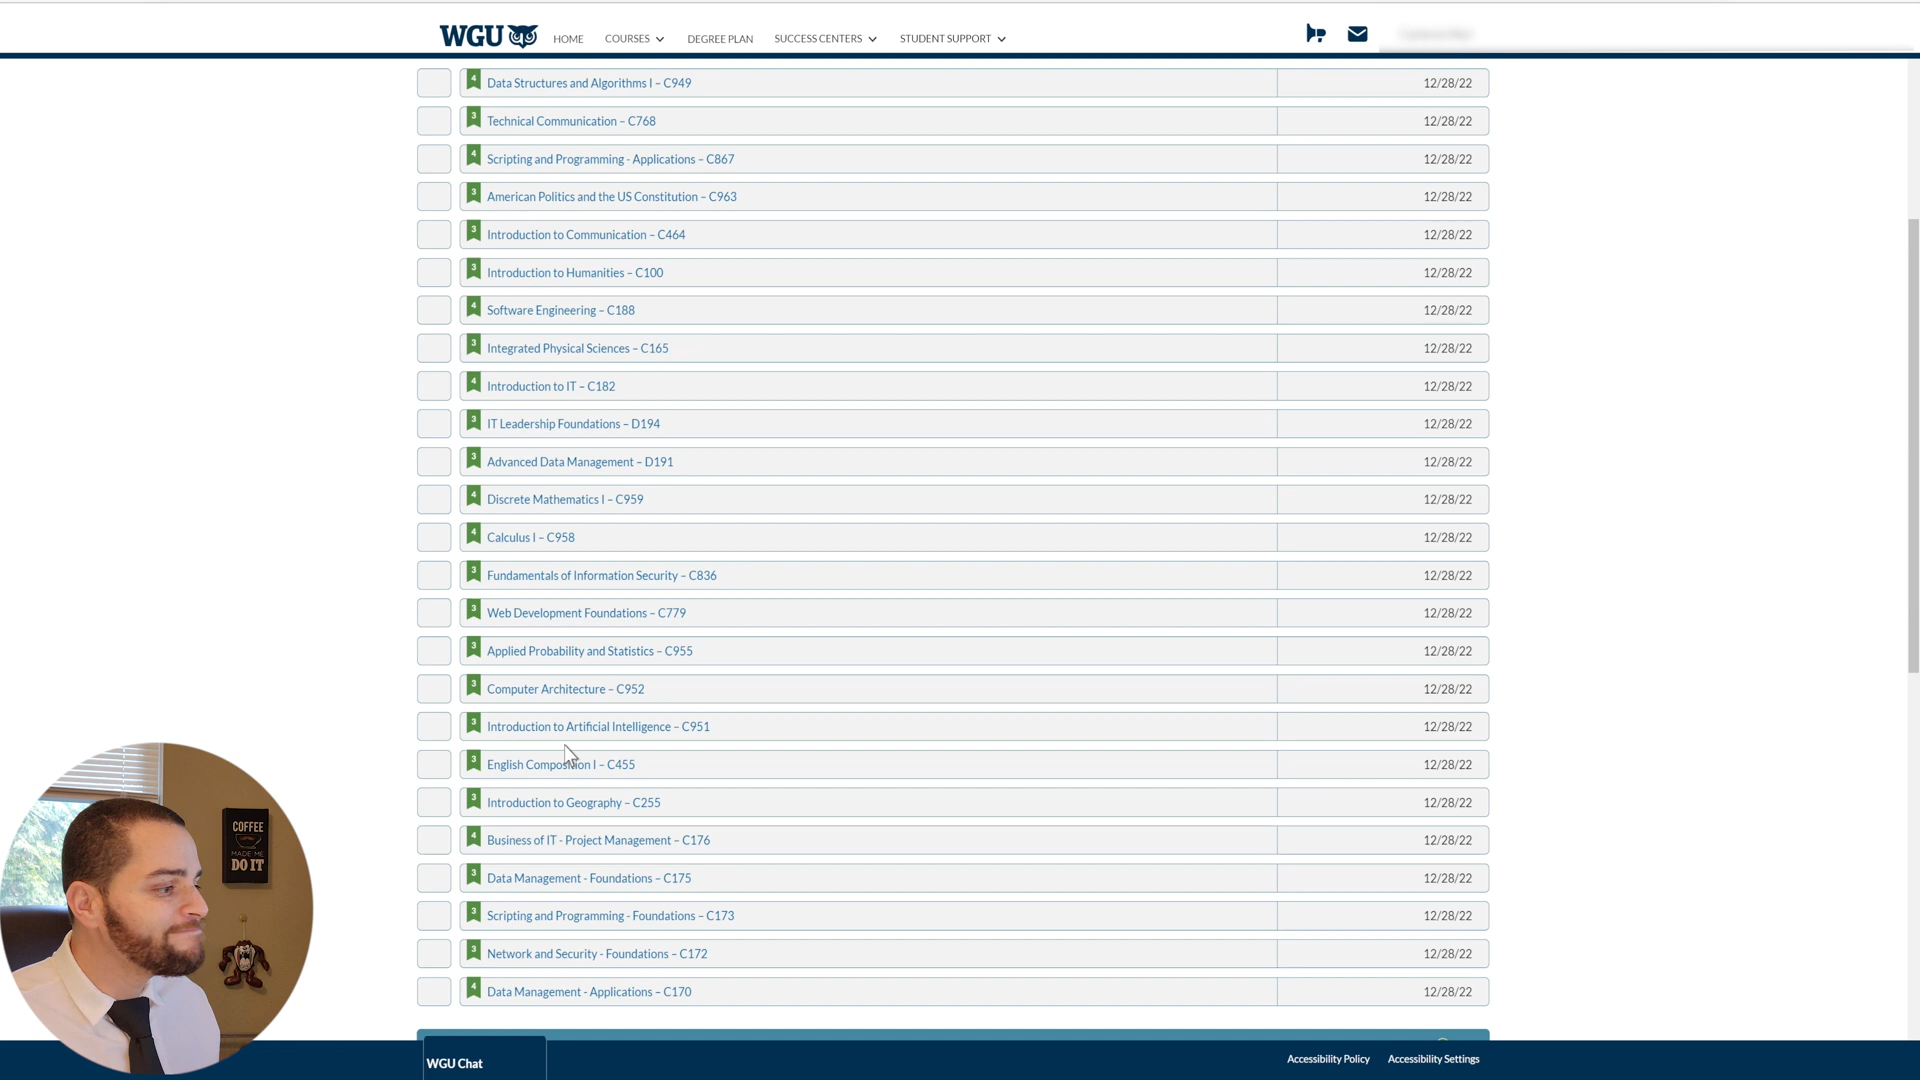 WGU HOME COURSES DEGREE PLAN SUCCESS CENTERS STUDENT SUPPORT
4 Data Structures and Algorithms I – C949 12/28/22
3 Technical Communication – C768 12/28/22
4 Scripting and Programming - Applications – C867 12/28/22
3 American Politics and the US Constitution – C963 12/28/22
3 Introduction to Communication – C464 12/28/22
3 Introduction to Humanities – C100 12/28/22
4 Software Engineering – C188 12/28/22
3 Integrated Physical Sciences – C165 12/28/22
4 Introduction to IT – C182 12/28/22
3 IT Leadership Foundations – D194 12/28/22
3 Advanced Data Management – D191 12/28/22
4 Discrete Mathematics I – C959 12/28/22
4 Calculus I – C958 12/28/22
3 Fundamentals of Information Security – C836 12/28/22
3 Web Development Foundations – C779 12/28/22
3 Applied Probability and Statistics – C955 12/28/22
3 Computer Architecture – C952 12/28/22
3 Introduction to Artificial Intelligence – C951 12/28/22
3 English Composition I – C455 12/28/22
3 Introduction to Geography – C255 12/28/22
4 Business of IT - Project Management – C176 12/28/22
3 Data Management - Foundations – C175 12/28/22
3 Scripting and Programming - Foundations – C173 12/28/22
3 Network and Security - Foundations – C172 12/28/22
4 Data Management - Applications – C170 12/28/22
COFFEE
MADE ME
DO IT
WGU Chat Accessibility Policy Accessibility Settings